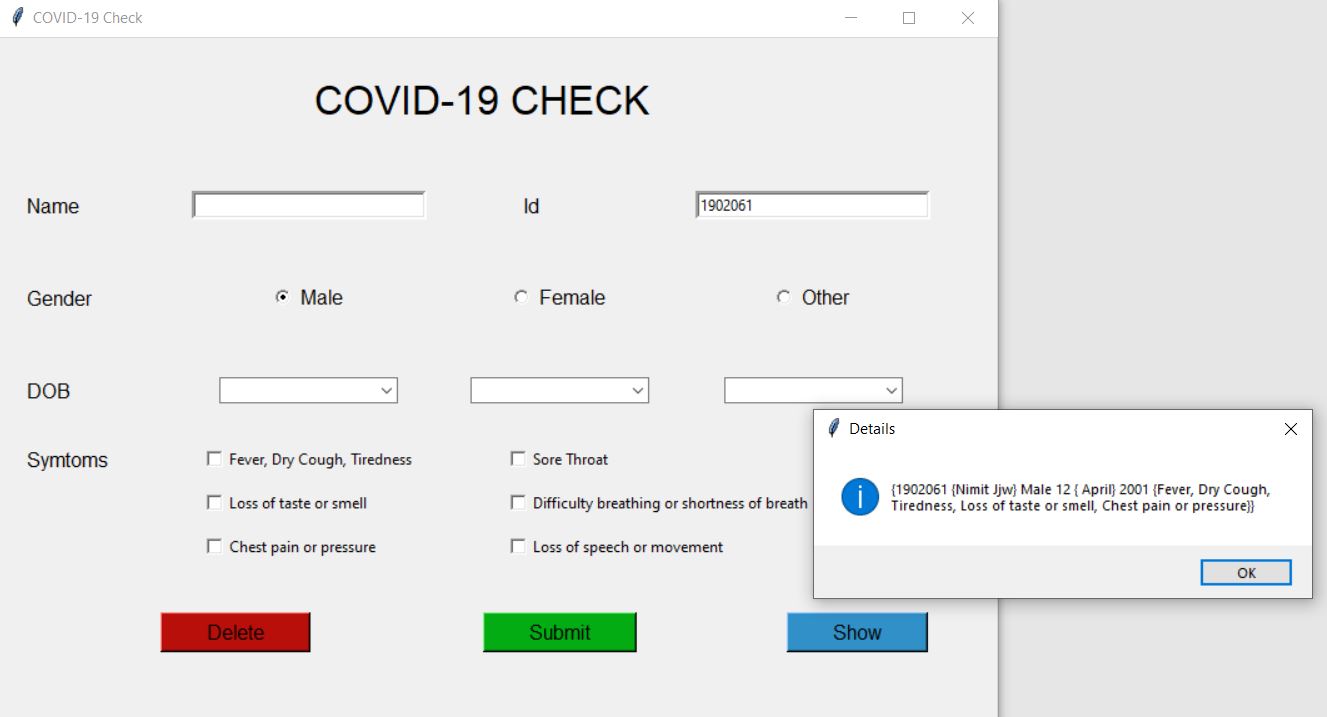 COVID-19 Check
COVID-19 CHECK
Name
Id
1902061
Gender
Male
Female
Other
DOB
Symtoms
Fever, Dry Cough, Tiredness
Sore Throat
Loss of taste or smell
Difficulty breathing or shortness of breath
Chest pain or pressure
Loss of speech or movement
Delete
Submit
Show
Details
{1902061 {Nimit Jjw} Male 12 { April} 2001 {Fever, Dry Cough,
Tiredness, Loss of taste or smell, Chest pain or pressure}}
OK